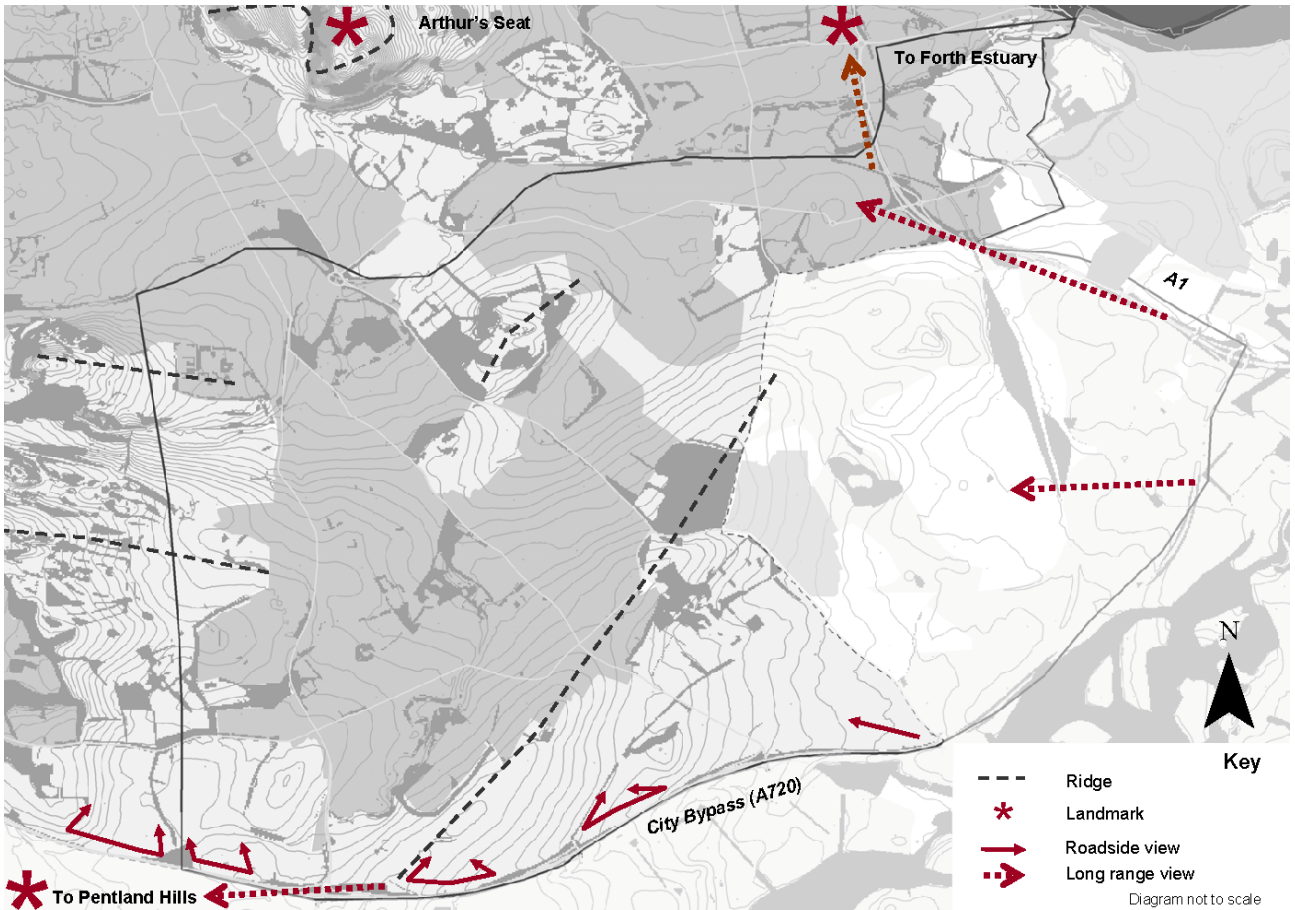 Arthur's Seat
To Forth Estuary
A1
N
City Bypass (A720)
To Pentland Hills
Key
Ridge
Landmark
Roadside view
Long range view
Diagram not to scale